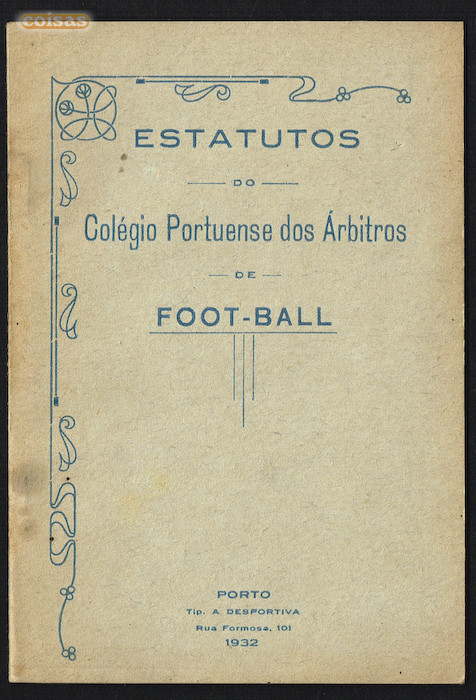 coisas
ESTATUTOS
DO
Colégio Portuense dos Árbitros
DE
FOOT-BALL
PORTO
Tip. A DESPORTIVA
Rua Formosa, 101
1932